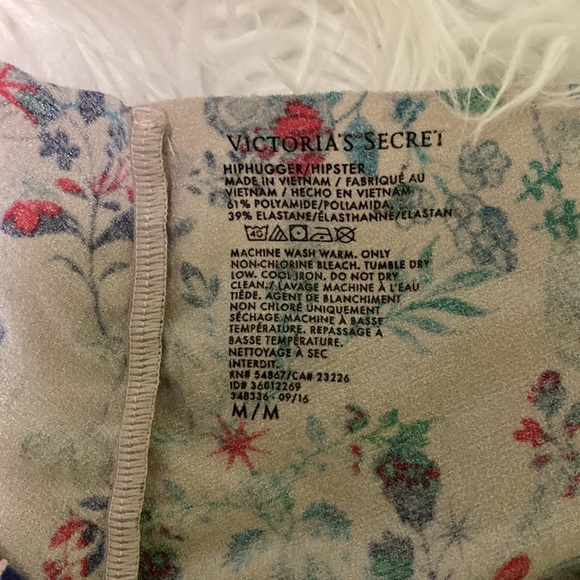 VICTORIA'S SECRET
HIPHUGGER/HIPSTER
MADE IN VIETNAM / FABRIQUÉ AU
VIETNAM / HECHO EN VIETNAM
61% POLYAMIDE/POLIAMIDA.
39% ELASTANE/ÉLASTHANNE/ELASTAN
40
MACHINE WASH WARM. ONLY
NON-CHLORINE BLEACH. TUMBLE DRY
LOW. COOL IRON. DO NOT DRY
CLEAN./ LAVAGE MACHINE À L'EAU
TIÈDE. AGENT DE BLANCHIMENT
NON CHLORÉ UNIQUEMENT
SÉCHAGE MACHINE À BASSE
TEMPÉRATURE. REPASSAGE À
BASSE TEMPÉRATURE.
NETTOYAGE À SEC
INTERDIT.
RN# 54867/CA# 23226
ID# 36012269
348336 - 09/16
M/M